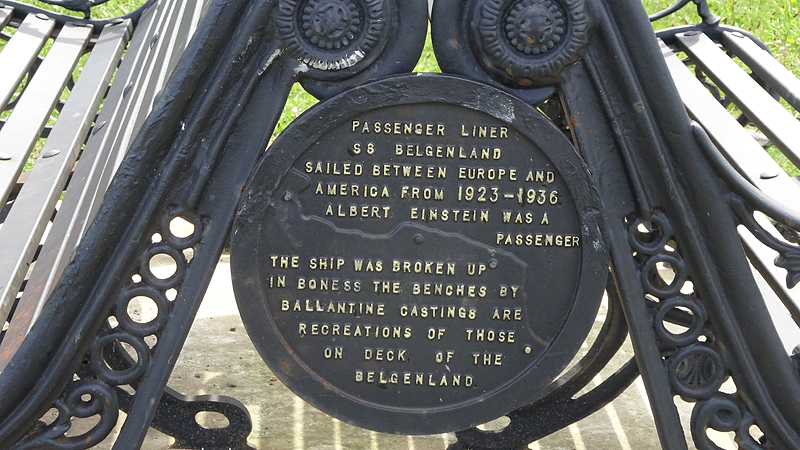 PASSENGER LINER
SS BELGENLAND
SAILED BETWEEN EUROPE AND
AMERICA FROM 1923-1936
ALBERT EINSTEIN WAS A
PASSENGER
THE SHIP WAS BROKEN UP
IN BONESS THE BENCHES BY
BALLANTINE CASTINGS ARE
RECREATIONS OF THOSE
ON DECK OF THE
BELGENLAND